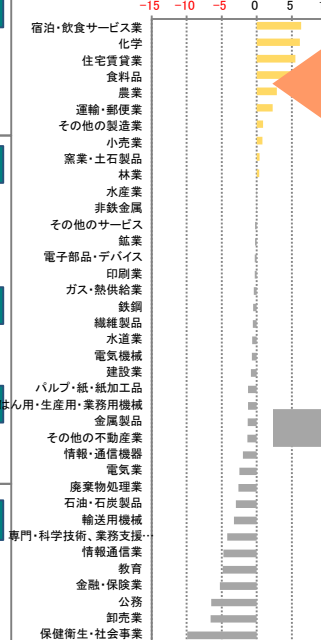 -15 -10 -5 0 5
宿泊・飲食サービス業
化学
住宅賃貸業
食料品
農業
運輸・郵便業
その他の製造業
小売業
窯業・土石製品
林業
水産業
非鉄金属
その他のサービス
鉱業
電子部品・デバイス
印刷業
ガス・熱供給業
鉄鋼
繊維製品
水道業
電気機械
建設業
パルプ・紙・紙加工品
はん用・生産用・業務用機械
金属製品
その他の不動産業
情報・通信機器
電気業
廃棄物処理業
石油・石炭製品
輸送用機械
専門・科学技術、業務支援…
情報通信業
教育
金融・保険業
公務
卸売業
保健衛生・社会事業